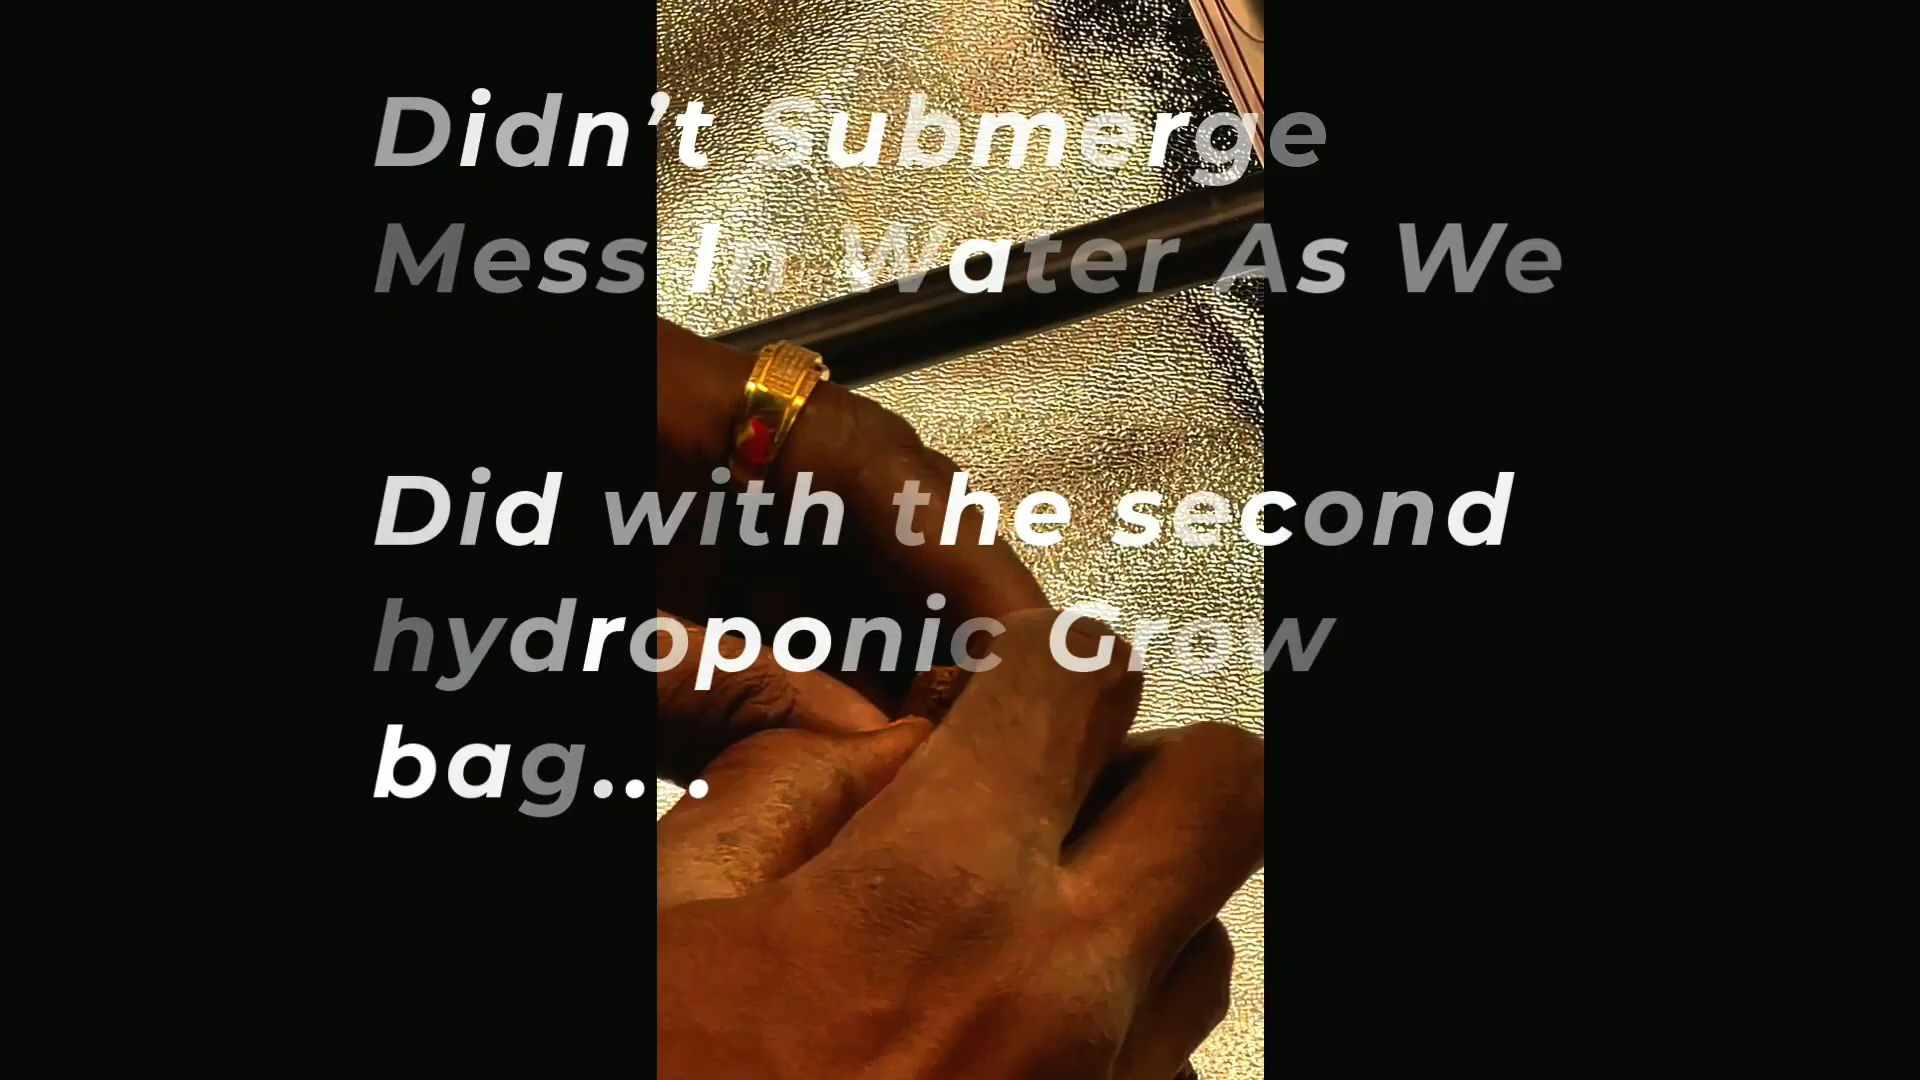 Didn’t Submerge
Mess In Water As We
Did with the second
hydroponic Grow
bag...